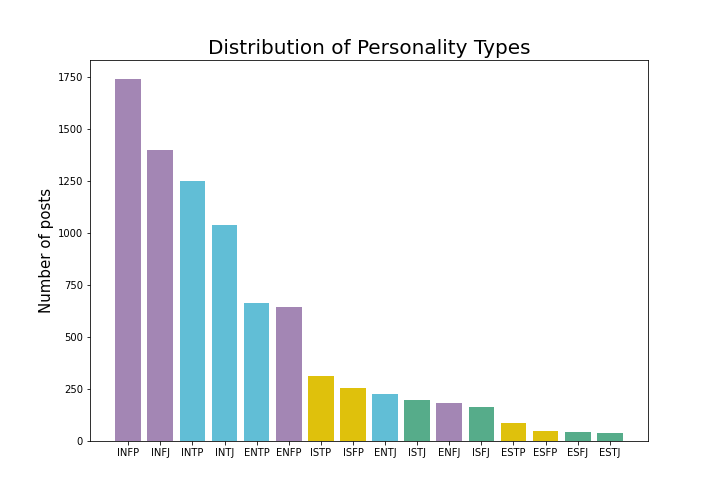 Distribution of Personality Types
Number of posts
1750
1500
1250
1000
750
500
250
0
INFP INFJ INTP INTJ ENTP ENFP ISTP ISFP ENTJ ISTJ ENFJ ISFJ ESTP ESFP ESFJ ESTJ